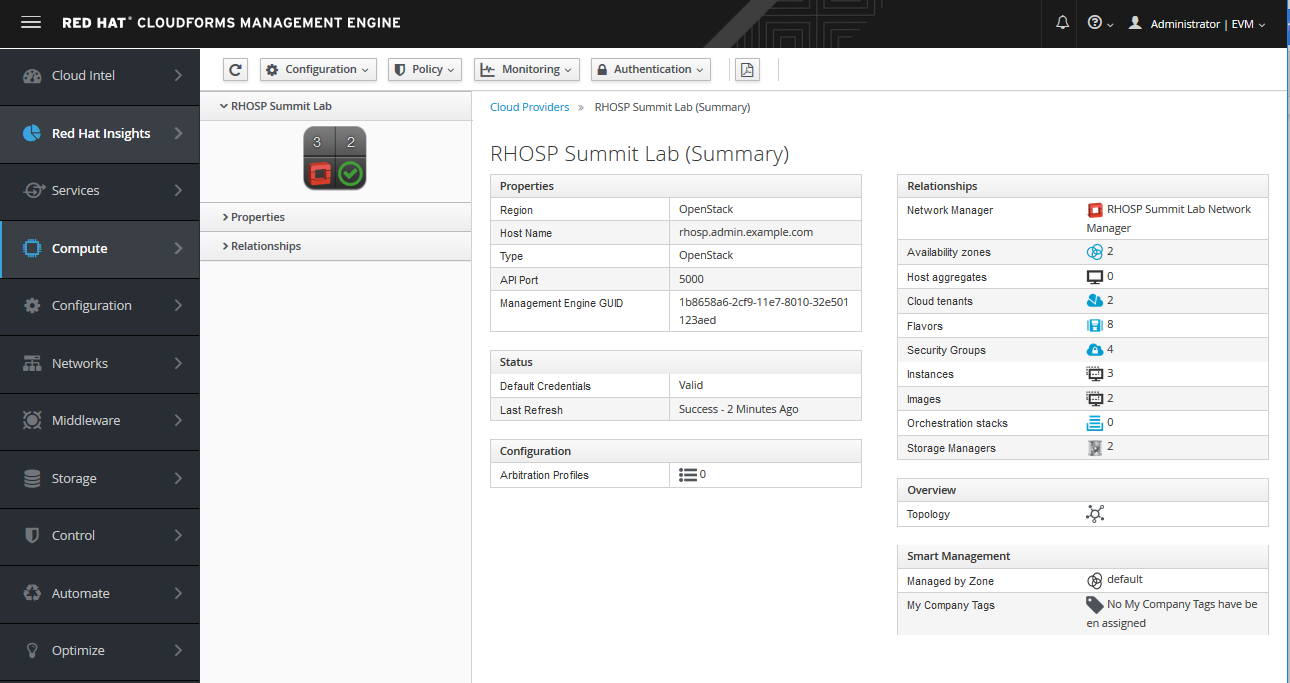 RED HAT® CLOUDFORMS MANAGEMENT ENGINE
Administrator | EVM
Cloud Intel
Red Hat Insights
Services
Compute
Configuration
Networks
Middleware
Storage
Control
Automate
Optimize
Configuration
Policy
Monitoring
Authentication
RHOSP Summit Lab
3 2
Properties
Relationships
Cloud Providers » RHOSP Summit Lab (Summary)
RHOSP Summit Lab (Summary)
Properties
Region OpenStack
Host Name rhosp.admin.example.com
Type OpenStack
API Port 5000
Management Engine GUID 1b8658a6-2cf9-11e7-8010-32e501
123aed
Status
Default Credentials Valid
Last Refresh Success - 2 Minutes Ago
Configuration
Arbitration Profiles 0
Relationships
Network Manager RHOSP Summit Lab Network
Manager
Availability zones 2
Host aggregates 0
Cloud tenants 2
Flavors 8
Security Groups 4
Instances 3
Images 2
Orchestration stacks 0
Storage Managers 2
Overview
Topology
Smart Management
Managed by Zone default
My Company Tags No My Company Tags have be
en assigned